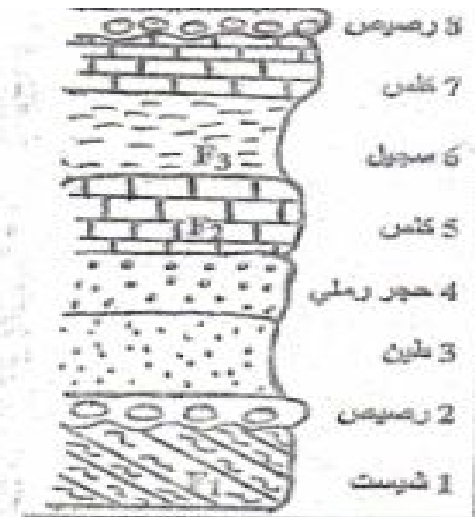 8 رصيص
7 كلس
6 سجيل
F3
5 كلس
F2
4 حجر رملي
3 طين
2 رصيص
1 شيست
F1